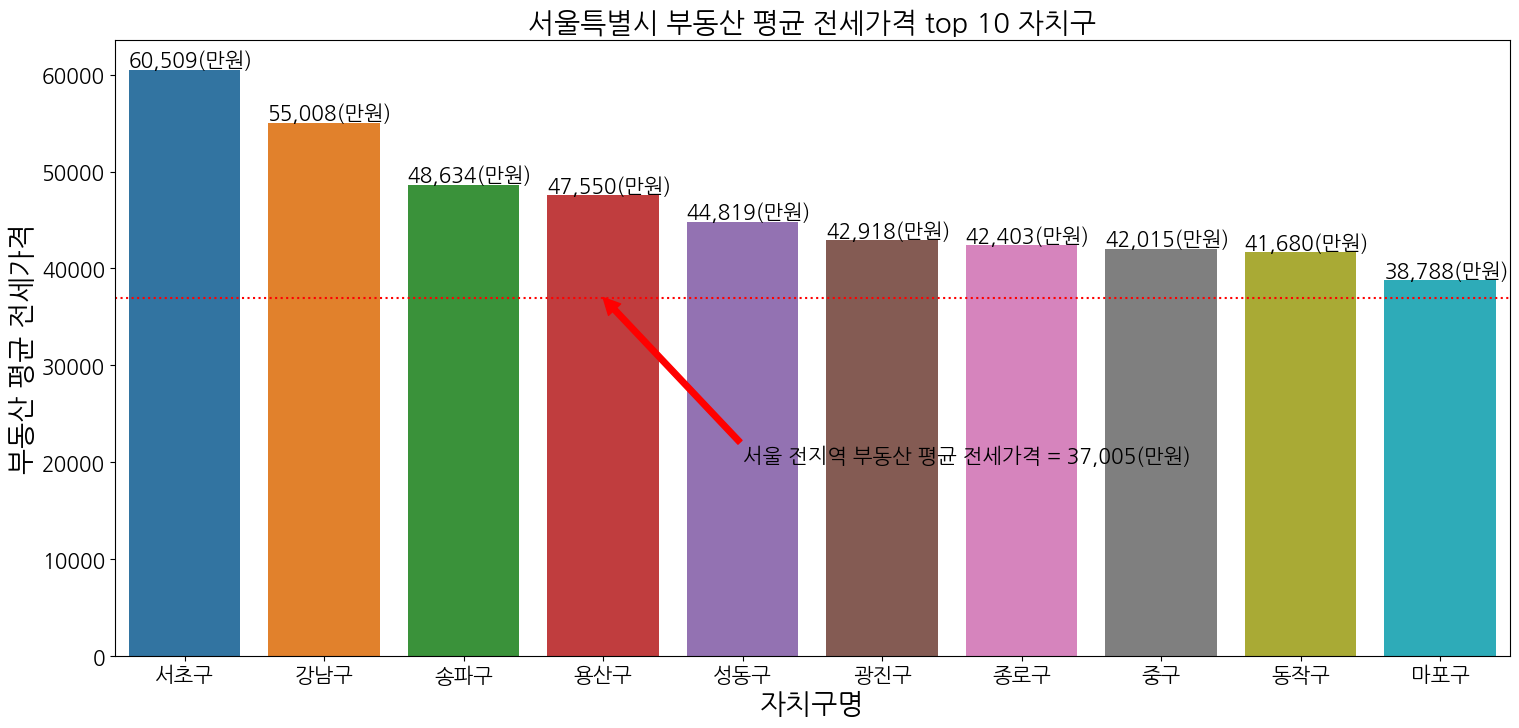 서울특별시 부동산 평균 전세가격 top 10 자치구
부동산 평균 전세가격
60000
50000
40000
30000
20000
10000
0
60,509(만원)
55,008(만원)
48,634(만원)
47,550(만원)
44,819(만원)
42,918(만원)
42,403(만원)
42,015(만원)
41,680(만원)
38,788(만원)
서울 전지역 부동산 평균 전세가격 = 37,005(만원)
서초구
강남구
송파구
용산구
성동구
광진구
종로구
중구
동작구
마포구
자치구명